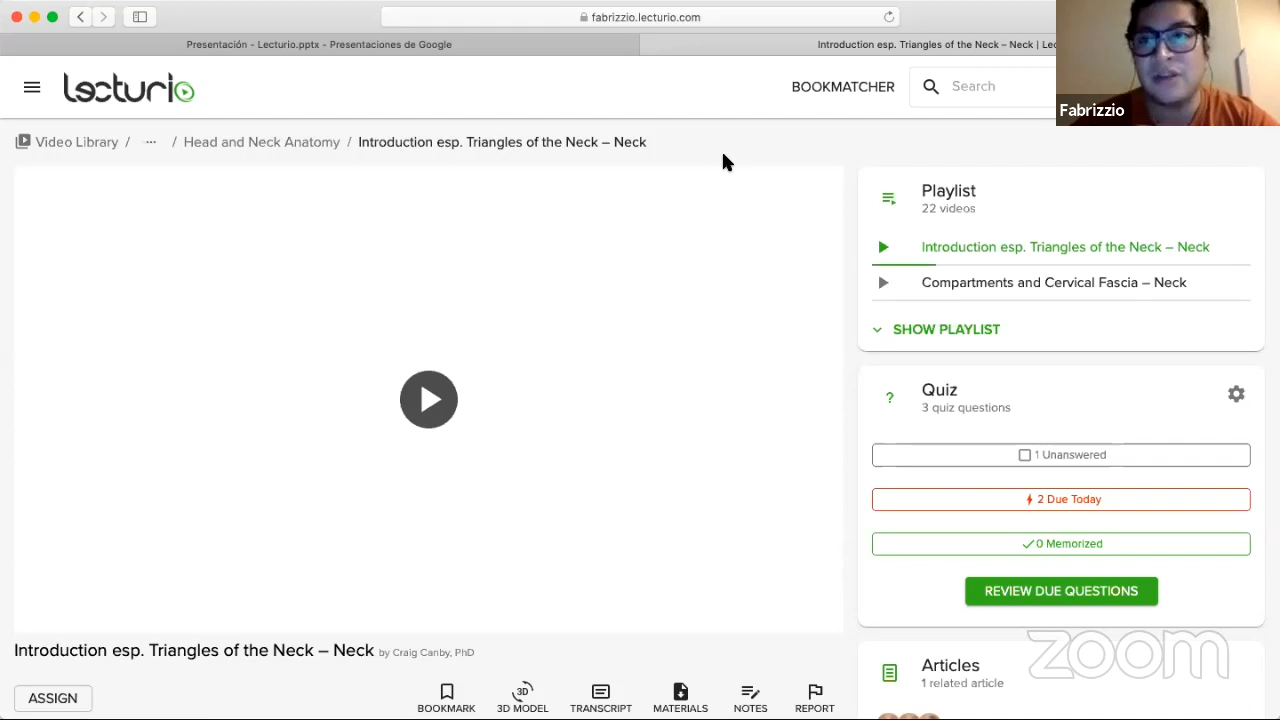 fabrizzio.lecturio.com
Presentación - Lecturio.pptx - Presentaciones de Google
Introduction esp. Triangles of the Neck – Neck | Lec
lecturio
BOOKMATCHER
Search
Fabrizzio
Video Library / ··· / Head and Neck Anatomy / Introduction esp. Triangles of the Neck – Neck
Playlist
22 videos
Introduction esp. Triangles of the Neck – Neck
Compartments and Cervical Fascia – Neck
SHOW PLAYLIST
?
Quiz
3 quiz questions
1 Unanswered
2 Due Today
0 Memorized
REVIEW DUE QUESTIONS
Articles
1 related article
zoom
Introduction esp. Triangles of the Neck – Neck by Craig Canby, PhD
ASSIGN
BOOKMARK
3D
3D MODEL
TRANSCRIPT
MATERIALS
NOTES
REPORT